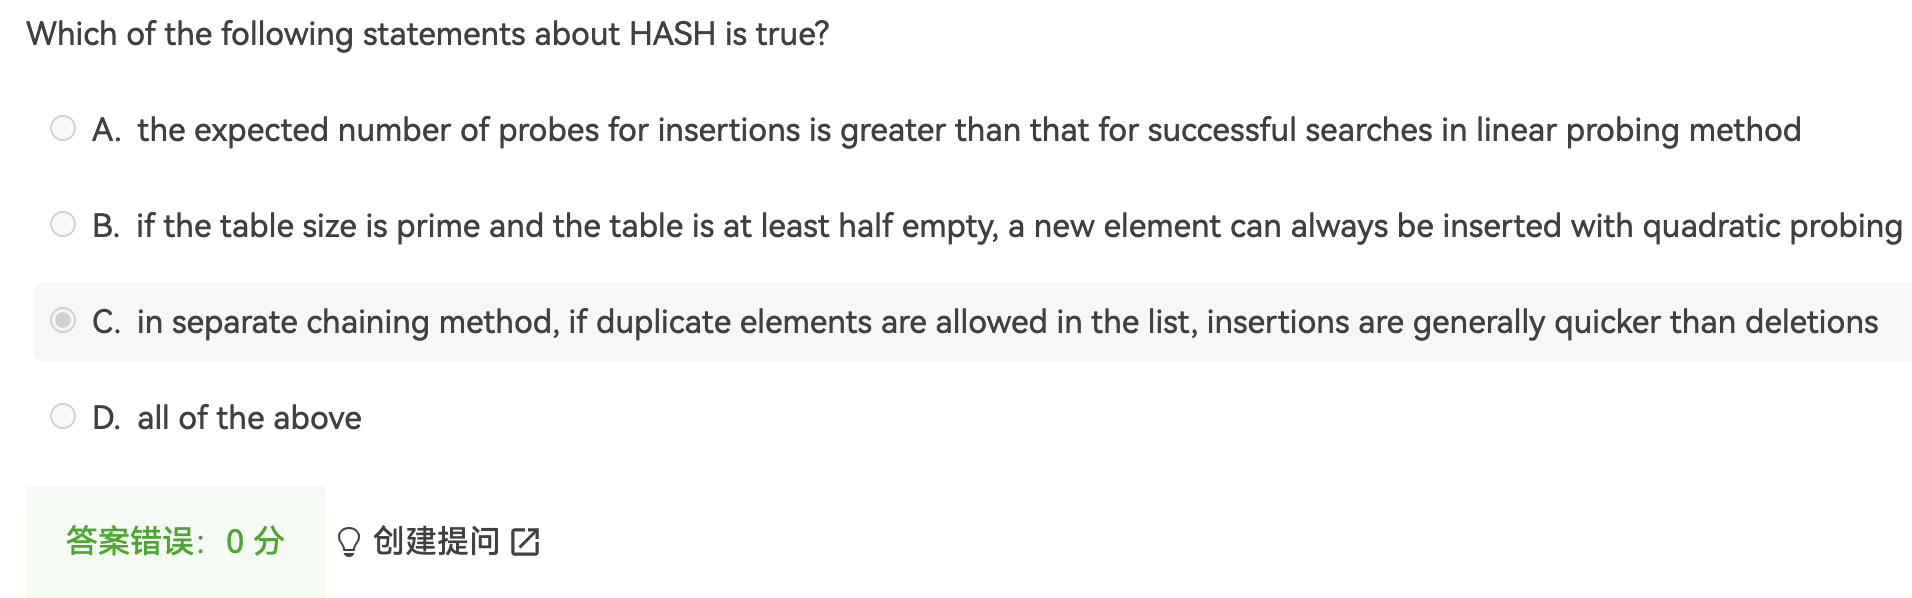 Which of the following statements about HASH is true?
A. the expected number of probes for insertions is greater than that for successful searches in linear probing method
B. if the table size is prime and the table is at least half empty, a new element can always be inserted with quadratic probing
C. in separate chaining method, if duplicate elements are allowed in the list, insertions are generally quicker than deletions
D. all of the above
答案错误：0 分 创建提问